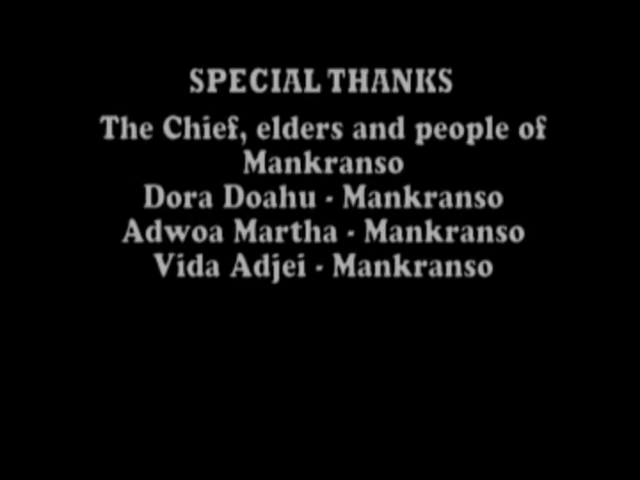 SPECIAL THANKS
The Chief, elders and people of
Mankranso
Dora Doahu - Mankranso
Adwoa Martha - Mankranso
Vida Adjei - Mankranso